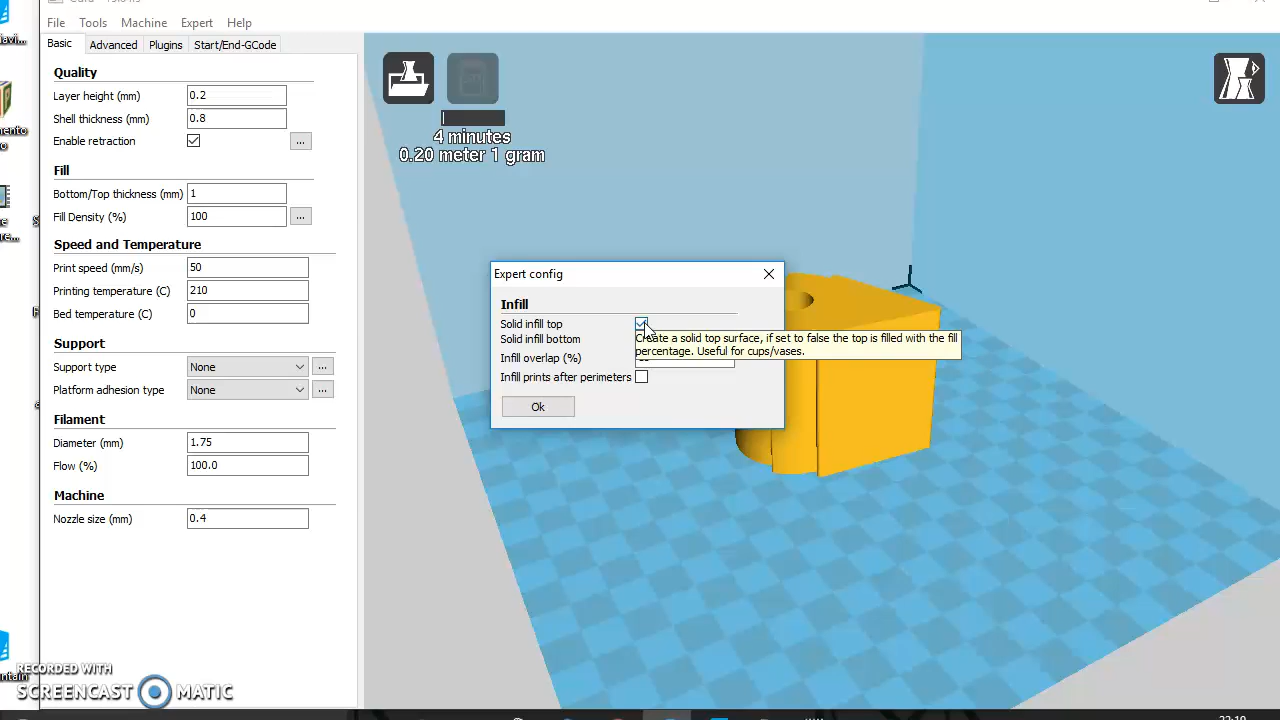 File Tools Machine Expert Help
Basic Advanced Plugins Start/End-GCode
Quality
Layer height (mm) 0.2
Shell thickness (mm) 0.8
Enable retraction ...
Fill
Bottom/Top thickness (mm) 1
Fill Density (%) 100 ...
Speed and Temperature
Print speed (mm/s) 50
Printing temperature (C) 210
Bed temperature (C) 0
Support
Support type None ...
Platform adhesion type None ...
Filament
Diameter (mm) 1.75
Flow (%) 100.0
Machine
Nozzle size (mm) 0.4
4 minutes
0.20 meter 1 gram
Expert config
Infill
Solid infill top
Solid infill bottom
Infill overlap (%)
Infill prints after perimeters
Ok
Create a solid top surface, if set to false the top is filled with the fill
percentage. Useful for cups/vases.
RECORDED WITH
SCREENCAST MATIC